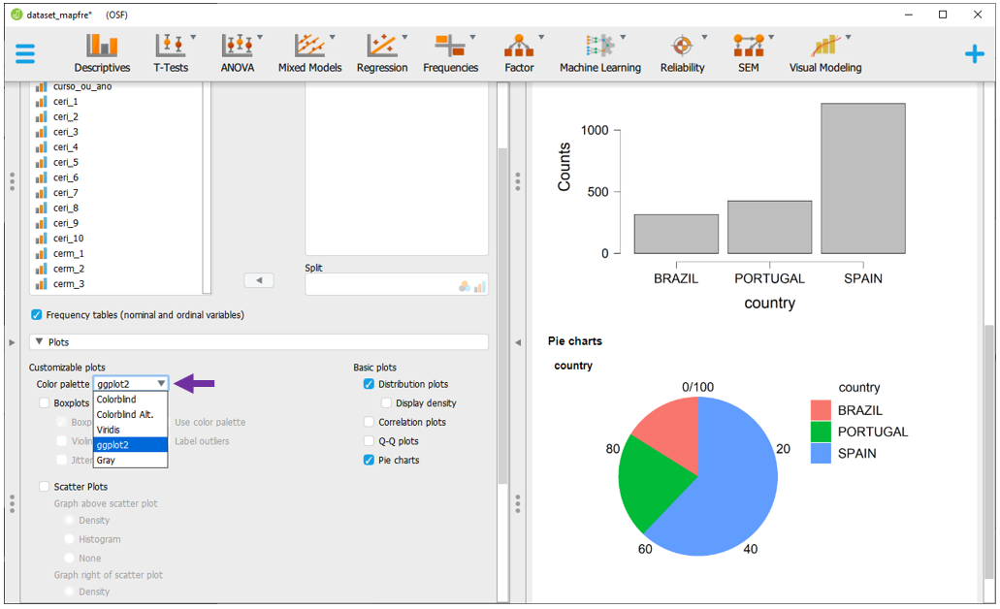 dataset_mapfre* (OSF)
Descriptives T-Tests ANOVA Mixed Models Regression Frequencies Factor Machine Learning Reliability SEM Visual Modeling
curso_ou_ano
ceri_1
ceri_2
ceri_3
ceri_4
ceri_5
ceri_6
ceri_7
ceri_8
ceri_9
ceri_10
cerm_1
cerm_2
cerm_3
Split
Frequency tables (nominal and ordinal variables)
Plots
Customizable plots
Color palette ggplot2
Colorblind
Colorblind Alt.
Viridis
ggplot2
Gray
Boxplots
Boxp
Use color palette
Violin
Label outliers
Jitter
Scatter Plots
Graph above scatter plot
Density
Histogram
None
Graph right of scatter plot
Density
Basic plots
Distribution plots
Display density
Correlation plots
Q-Q plots
Pie charts
Counts
1000
500
0
BRAZIL PORTUGAL SPAIN
country
Pie charts
country
0/100
20
40
60
80
country
BRAZIL
PORTUGAL
SPAIN